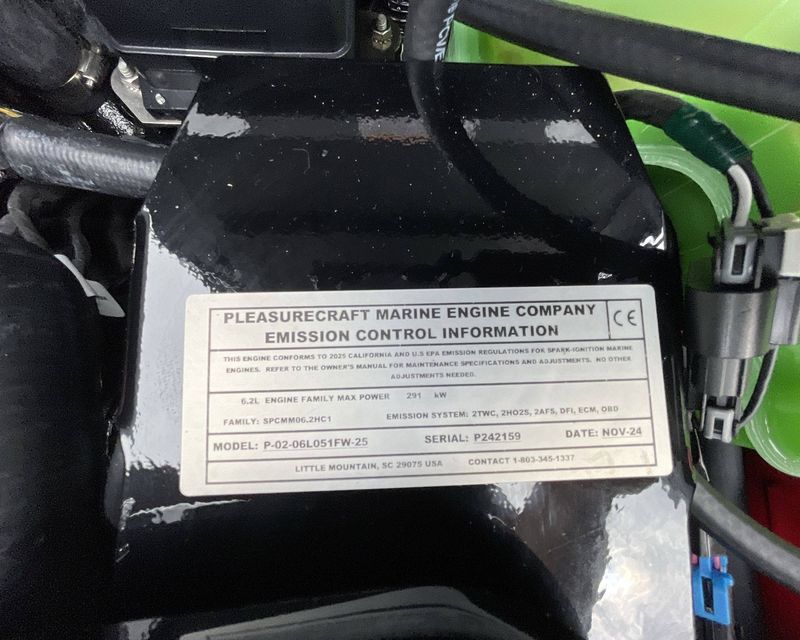 PLEASURECRAFT MARINE ENGINE COMPANY
EMISSION CONTROL INFORMATION
CE
THIS ENGINE CONFORMS TO 2025 CALIFORNIA AND U.S EPA EMISSION REGULATIONS FOR SPARK-IGNITION MARINE
ENGINES. REFER TO THE OWNER'S MANUAL FOR MAINTENANCE SPECIFICATIONS AND ADJUSTMENTS. NO OTHER
ADJUSTMENTS NEEDED.
6.2L ENGINE FAMILY MAX POWER 291 kW
FAMILY: SPCMM06.2HC1 EMISSION SYSTEM: 2TWC, 2HO2S, 2AFS, DFI, ECM, OBD
MODEL: P-02-06L051FW-25 SERIAL: P242159 DATE: NOV-24
LITTLE MOUNTAIN, SC 29075 USA CONTACT 1-803-345-1337